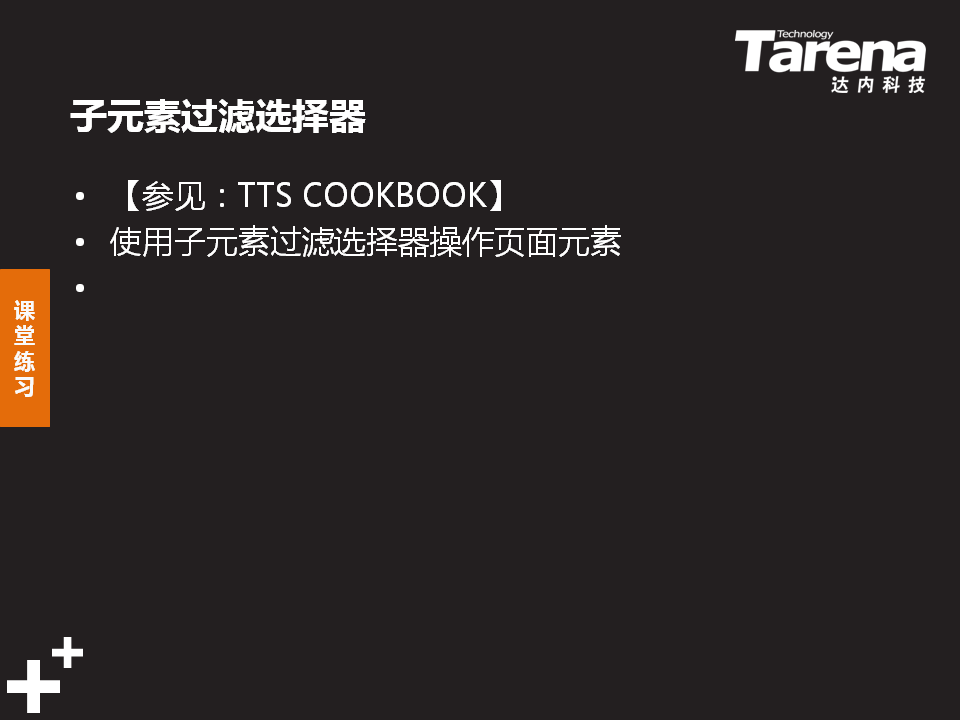 Technology
Tarena
达内科技
子元素过滤选择器
• 【参见：TTS COOKBOOK】
• 使用子元素过滤选择器操作页面元素
•
课
堂
练
习